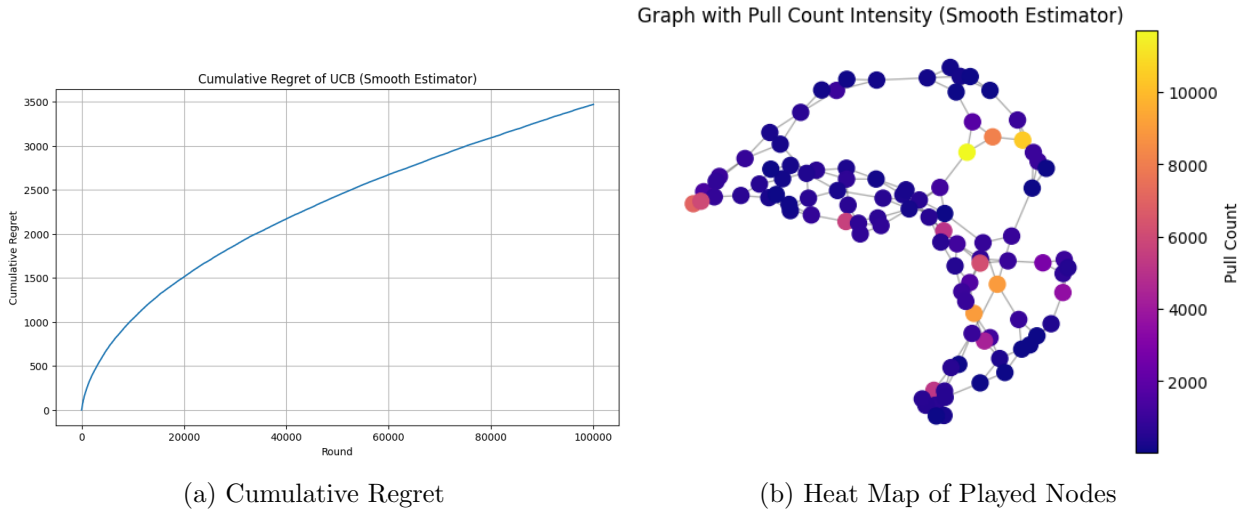 Cumulative Regret of UCB (Smooth Estimator)
Cumulative Regret
3500
3000
2500
2000
1500
1000
500
0
0 20000 40000 60000 80000 100000
Round
(a) Cumulative Regret
Graph with Pull Count Intensity (Smooth Estimator)
10000
8000
6000
4000
2000
Pull Count
(b) Heat Map of Played Nodes